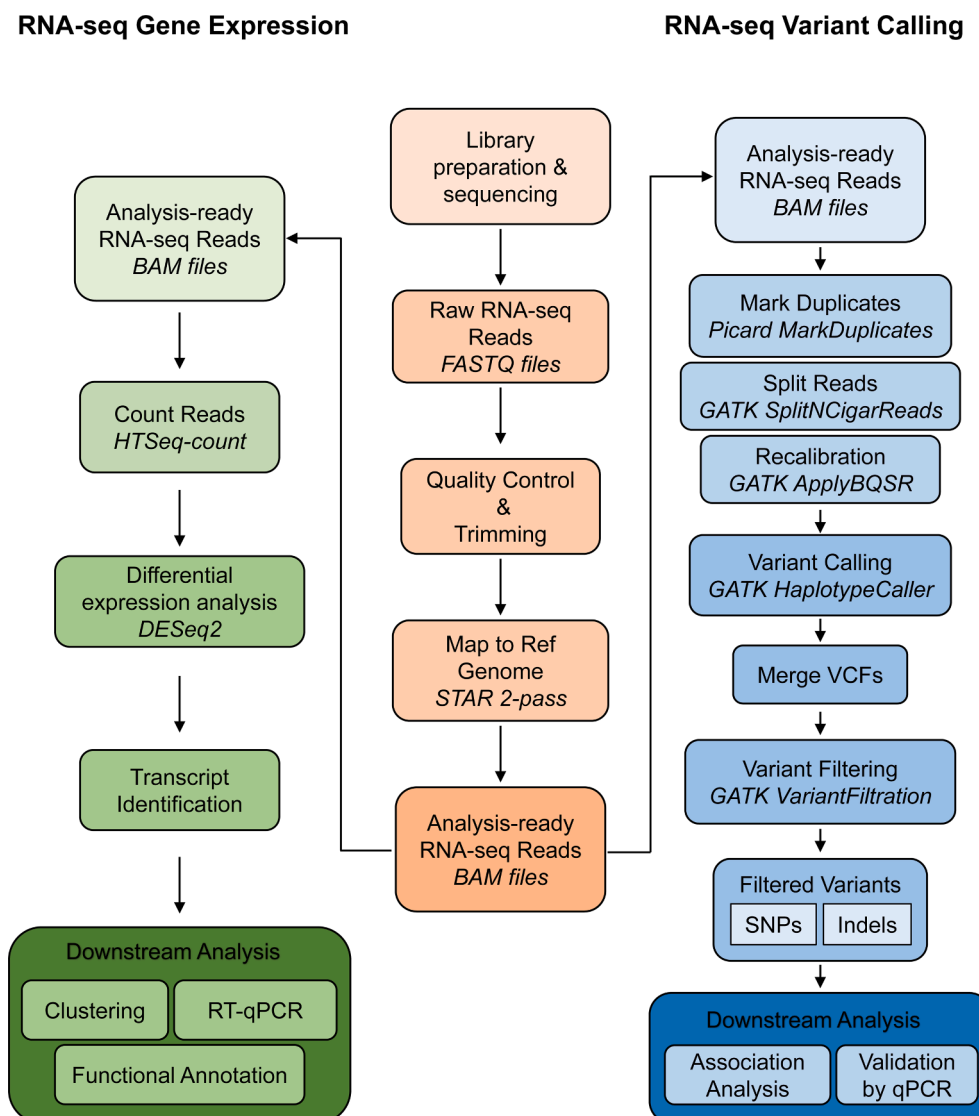 RNA-seq Gene Expression
RNA-seq Variant Calling
Library
preparation &
sequencing
Raw RNA-seq
Reads
FASTQ files
Quality Control
&
Trimming
Map to Ref
Genome
STAR 2-pass
Analysis-ready
RNA-seq Reads
BAM files
Analysis-ready
RNA-seq Reads
BAM files
Count Reads
HTSeq-count
Differential
expression analysis
DESeq2
Transcript
Identification
Downstream Analysis
Clustering
RT-qPCR
Functional Annotation
Analysis-ready
RNA-seq Reads
BAM files
Mark Duplicates
Picard MarkDuplicates
Split Reads
GATK SplitNCigarReads
Recalibration
GATK ApplyBQSR
Variant Calling
GATK HaplotypeCaller
Merge VCFs
Variant Filtering
GATK VariantFiltration
Filtered Variants
SNPs
Indels
Downstream Analysis
Association
Analysis
Validation
by qPCR